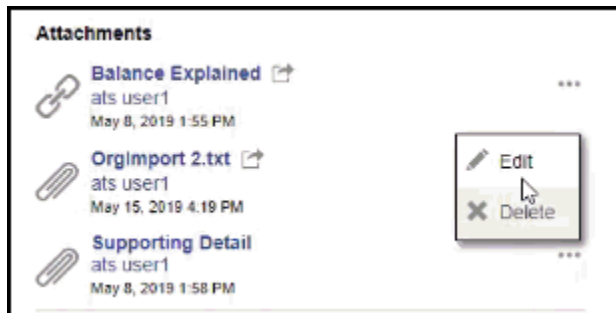 Attachments
Balance Explained
ats user1
May 8, 2019 1:55 PM
OrgImport 2.txt
ats user1
May 15, 2019 4:19 PM
Edit
Delete
Supporting Detail
ats user1
May 8, 2019 1:58 PM